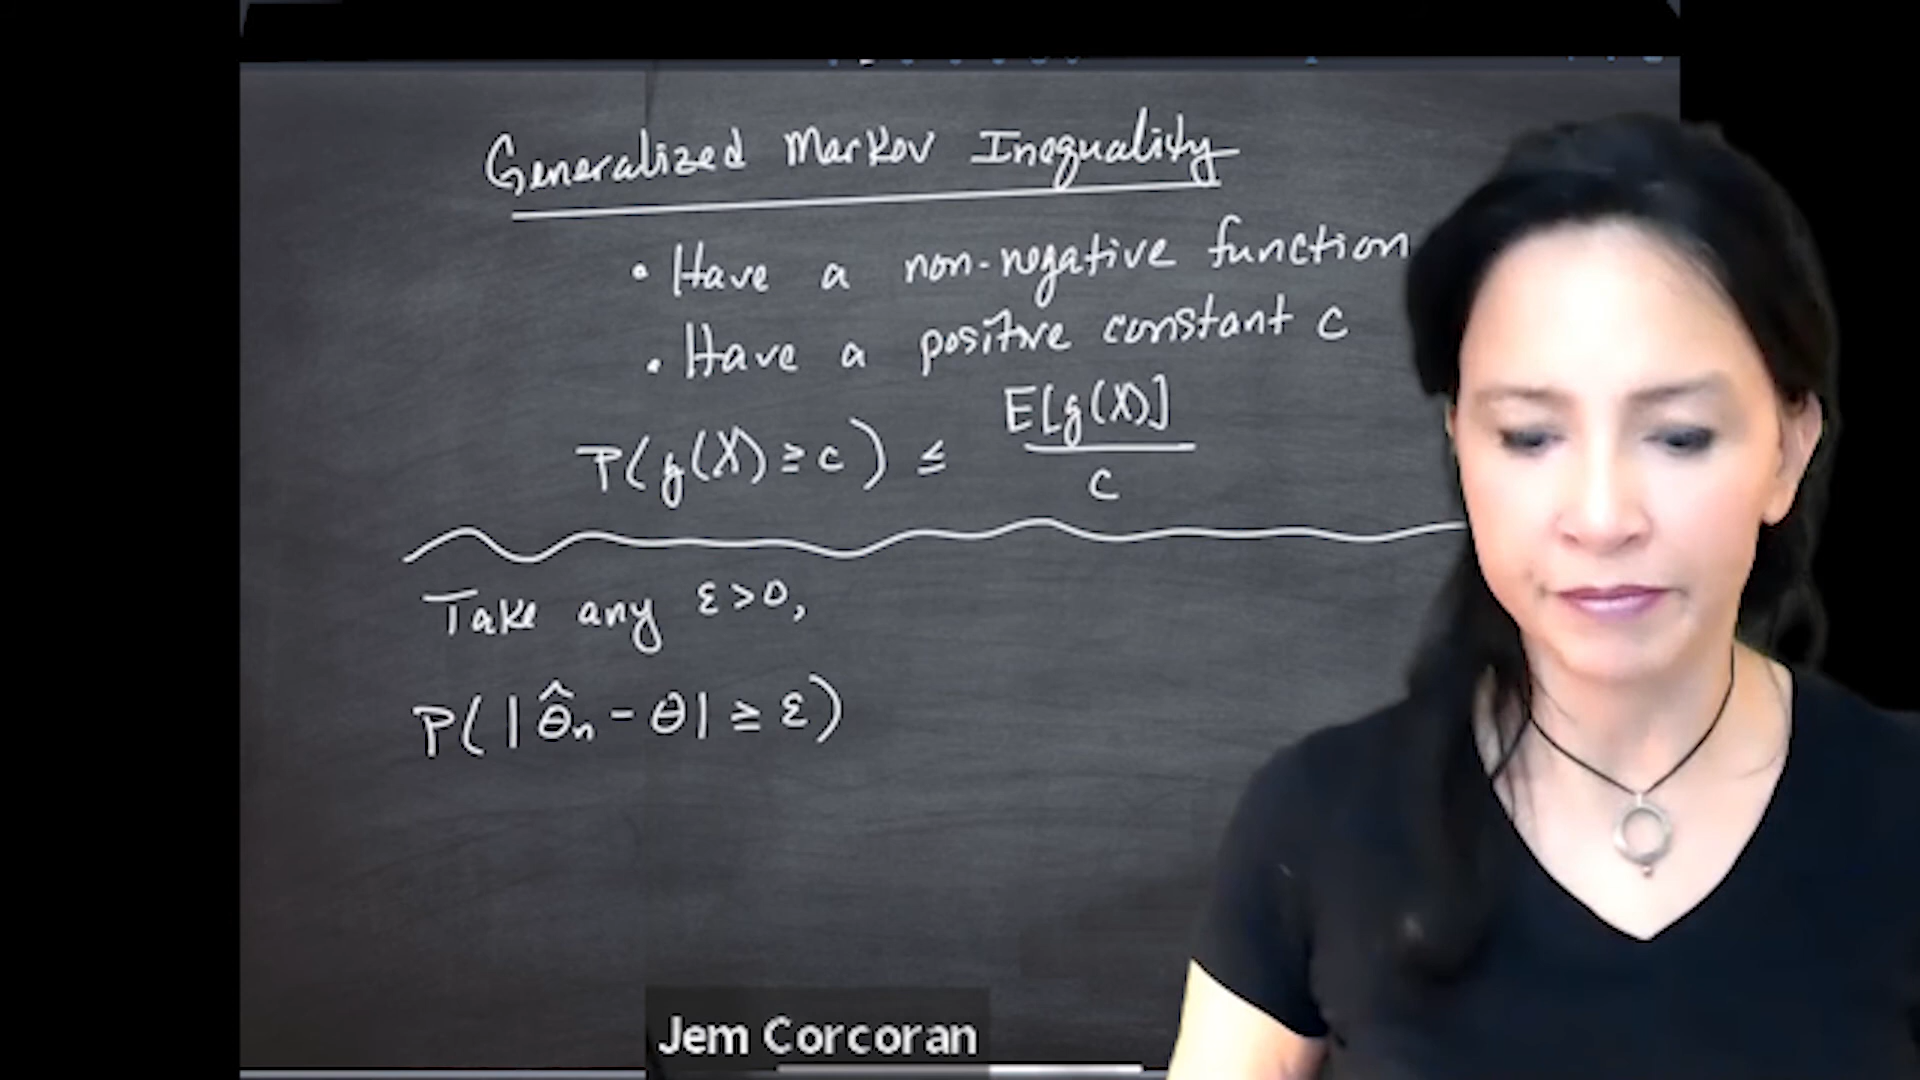 Generalized Markov Inequality
• Have a non-negative function
• Have a positive constant c
P(g(X) ≥ c) ≤ E[g(X)] / c
Take any ε>0,
P(|θ̂ₙ - θ| ≥ ε)
Jem Corcoran